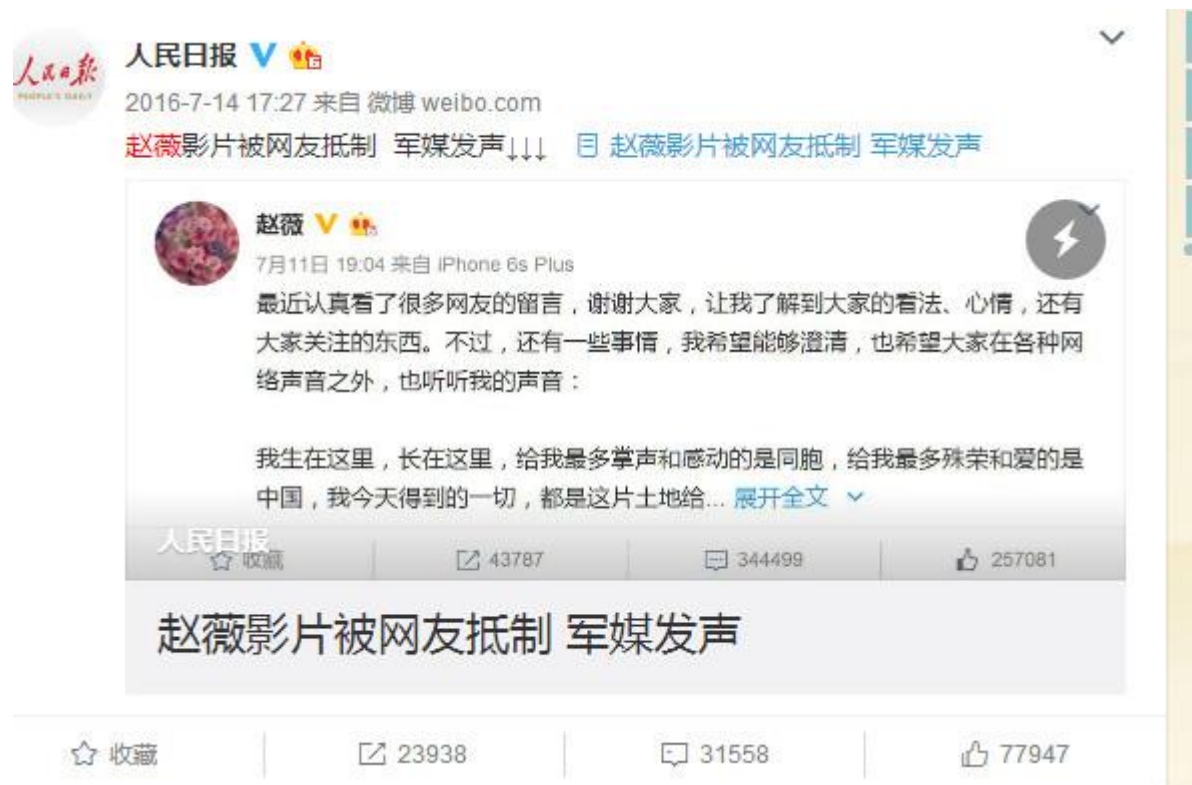 人民日报
人民日报
PEOPLE'S DAILY
2016-7-14 17:27 来自 微博 weibo.com
赵薇影片被网友抵制 军媒发声↓↓↓ 赵薇影片被网友抵制 军媒发声
赵薇
7月11日 19:04 来自 iPhone 6s Plus
最近认真看了很多网友的留言，谢谢大家，让我了解到大家的看法、心情，还有
大家关注的东西。不过，还有一些事情，我希望能够澄清，也希望大家在各种网
络声音之外，也听听我的声音：
我生在这里，长在这里，给我最多掌声和感动的是同胞，给我最多殊荣和爱的是
中国，我今天得到的一切，都是这片土地给... 展开全文
人民日报
收藏 43787 344499 257081
赵薇影片被网友抵制 军媒发声
收藏 23938 31558 77947